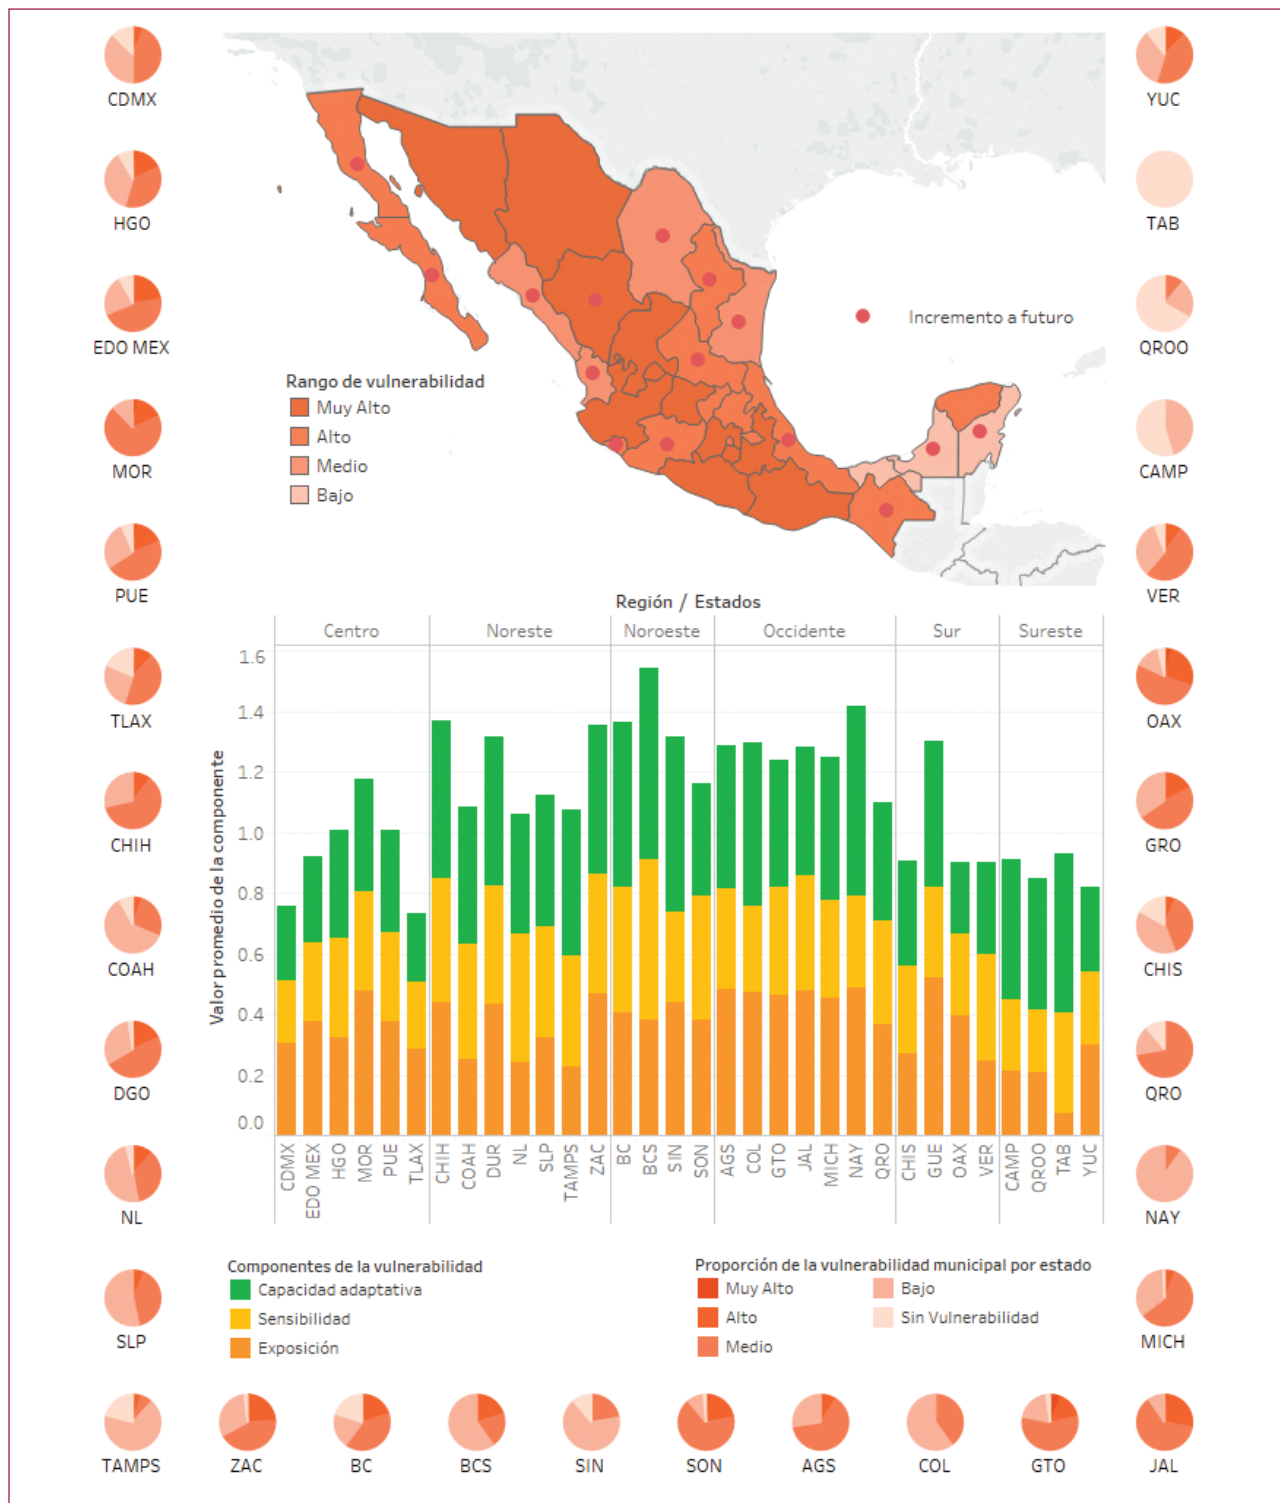 CDMX
HGO
EDO MEX
MOR
PUE
TLAX
CHIH
COAH
DGO
NL
SLP
TAMPS
ZAC
BC
BCS
SIN
SON
AGS
COL
GTO
JAL
YUC
TAB
QROO
CAMP
VER
OAX
GRO
CHIS
QRO
NAY
MICH
Incremento a futuro
Rango de vulnerabilidad
Muy Alto
Alto
Medio
Bajo
Región / Estados
Centro Noreste Noroeste Occidente Sur Sureste
Valor promedio de la componente
1.6
1.4
1.2
1.0
0.8
0.6
0.4
0.2
0.0
CDMX EDO MEX HGO MOR PUE TLAX CHIH COAH DUR NL SLP TAMPS ZAC BC BCS SIN SON AGS COL GTO JAL MICH NAY QRO CHIS GUE OAX VER CAMP QROO TAB YUC
Componentes de la vulnerabilidad
Capacidad adaptativa
Sensibilidad
Exposición
Proporción de la vulnerabilidad municipal por estado
Muy Alto
Alto
Medio
Bajo
Sin Vulnerabilidad